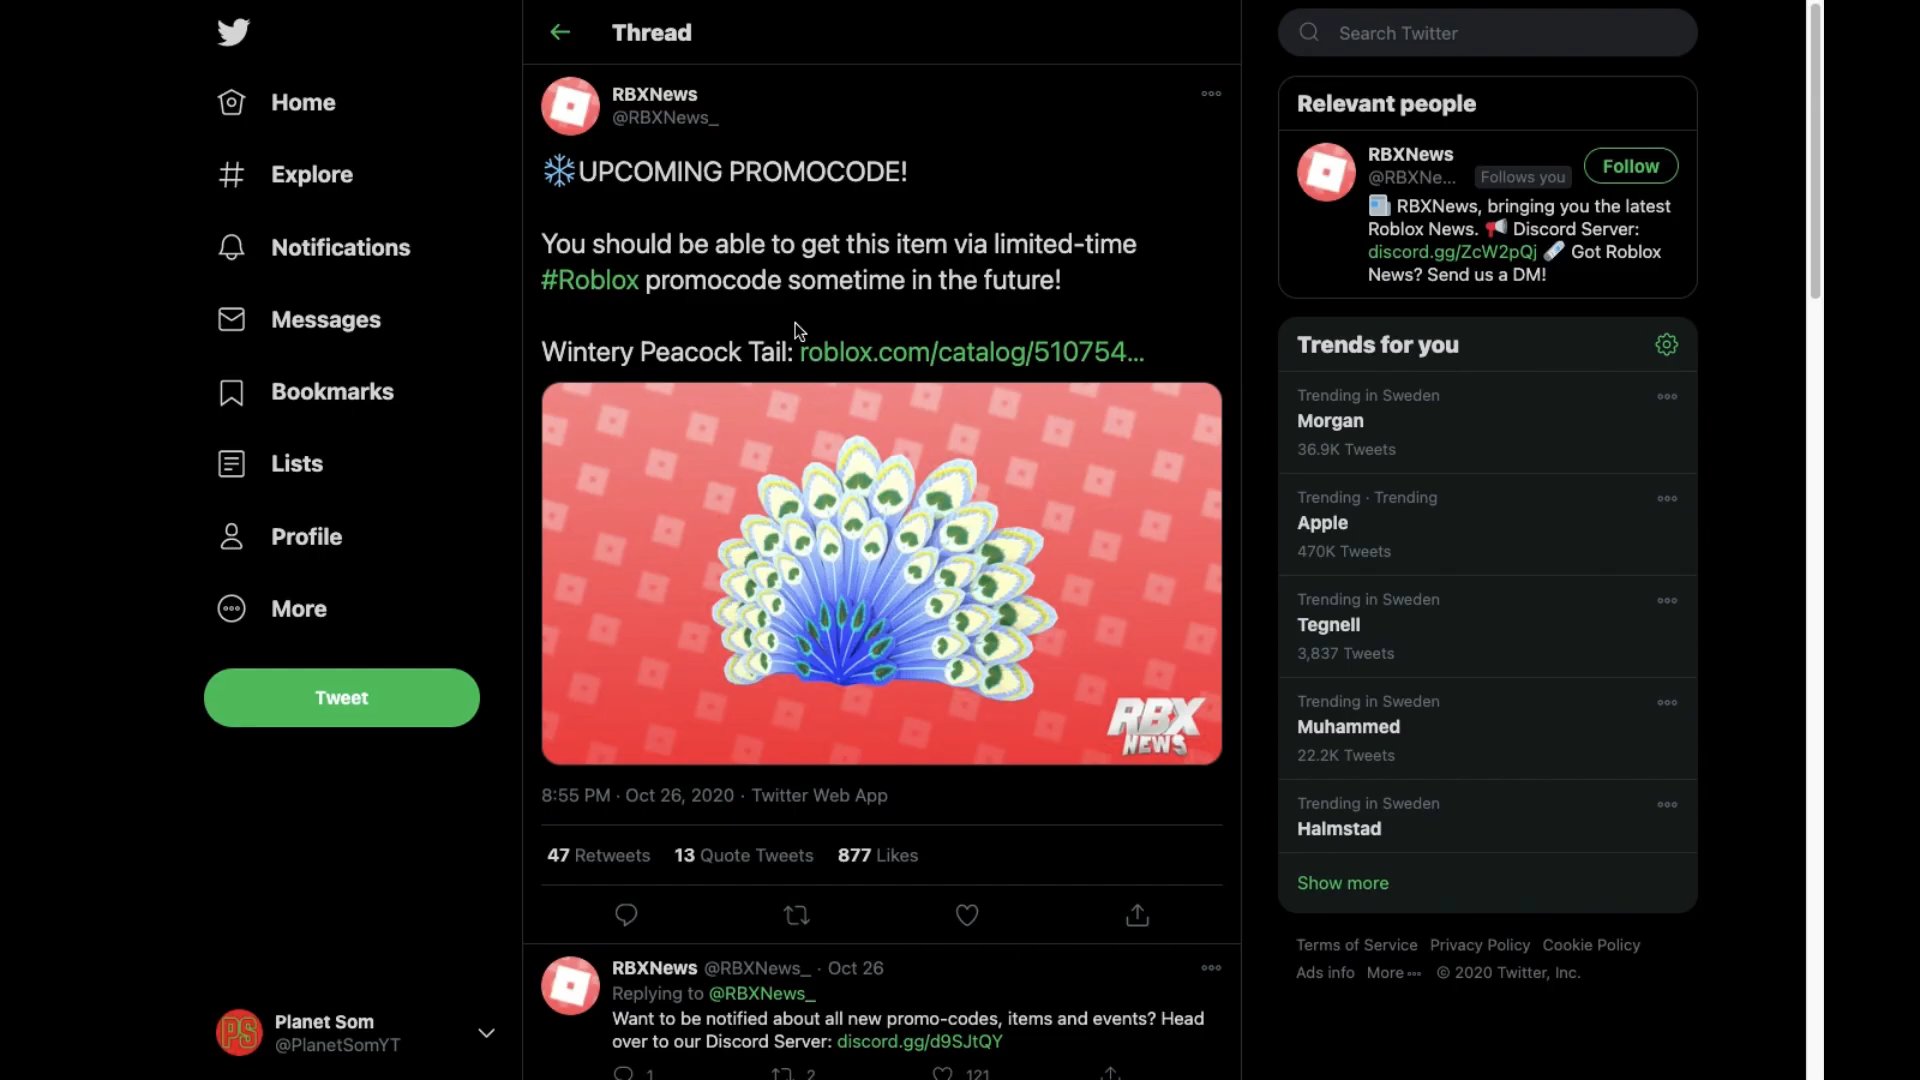 Home
Explore
Notifications
Messages
Bookmarks
Lists
Profile
More
Tweet
PS
Planet Som
@PlanetSomYT
Thread
RBXNews
@RBXNews_
UPCOMING PROMOCODE!
You should be able to get this item via limited-time
#Roblox promocode sometime in the future!
Wintery Peacock Tail: roblox.com/catalog/510754...
RBX
NEWS
8:55 PM · Oct 26, 2020 · Twitter Web App
47 Retweets 13 Quote Tweets 877 Likes
RBXNews @RBXNews_ · Oct 26
Replying to @RBXNews_
Want to be notified about all new promo-codes, items and events? Head
over to our Discord Server: discord.gg/d9SJtQY
1 2 121
Search Twitter
Relevant people
RBXNews
@RBXNe... Follows you
Follow
RBXNews, bringing you the latest
Roblox News. Discord Server:
discord.gg/ZcW2pQj Got Roblox
News? Send us a DM!
Trends for you
Trending in Sweden
Morgan
36.9K Tweets
Trending · Trending
Apple
470K Tweets
Trending in Sweden
Tegnell
3,837 Tweets
Trending in Sweden
Muhammed
22.2K Tweets
Trending in Sweden
Halmstad
Show more
Terms of Service Privacy Policy Cookie Policy
Ads info More © 2020 Twitter, Inc.